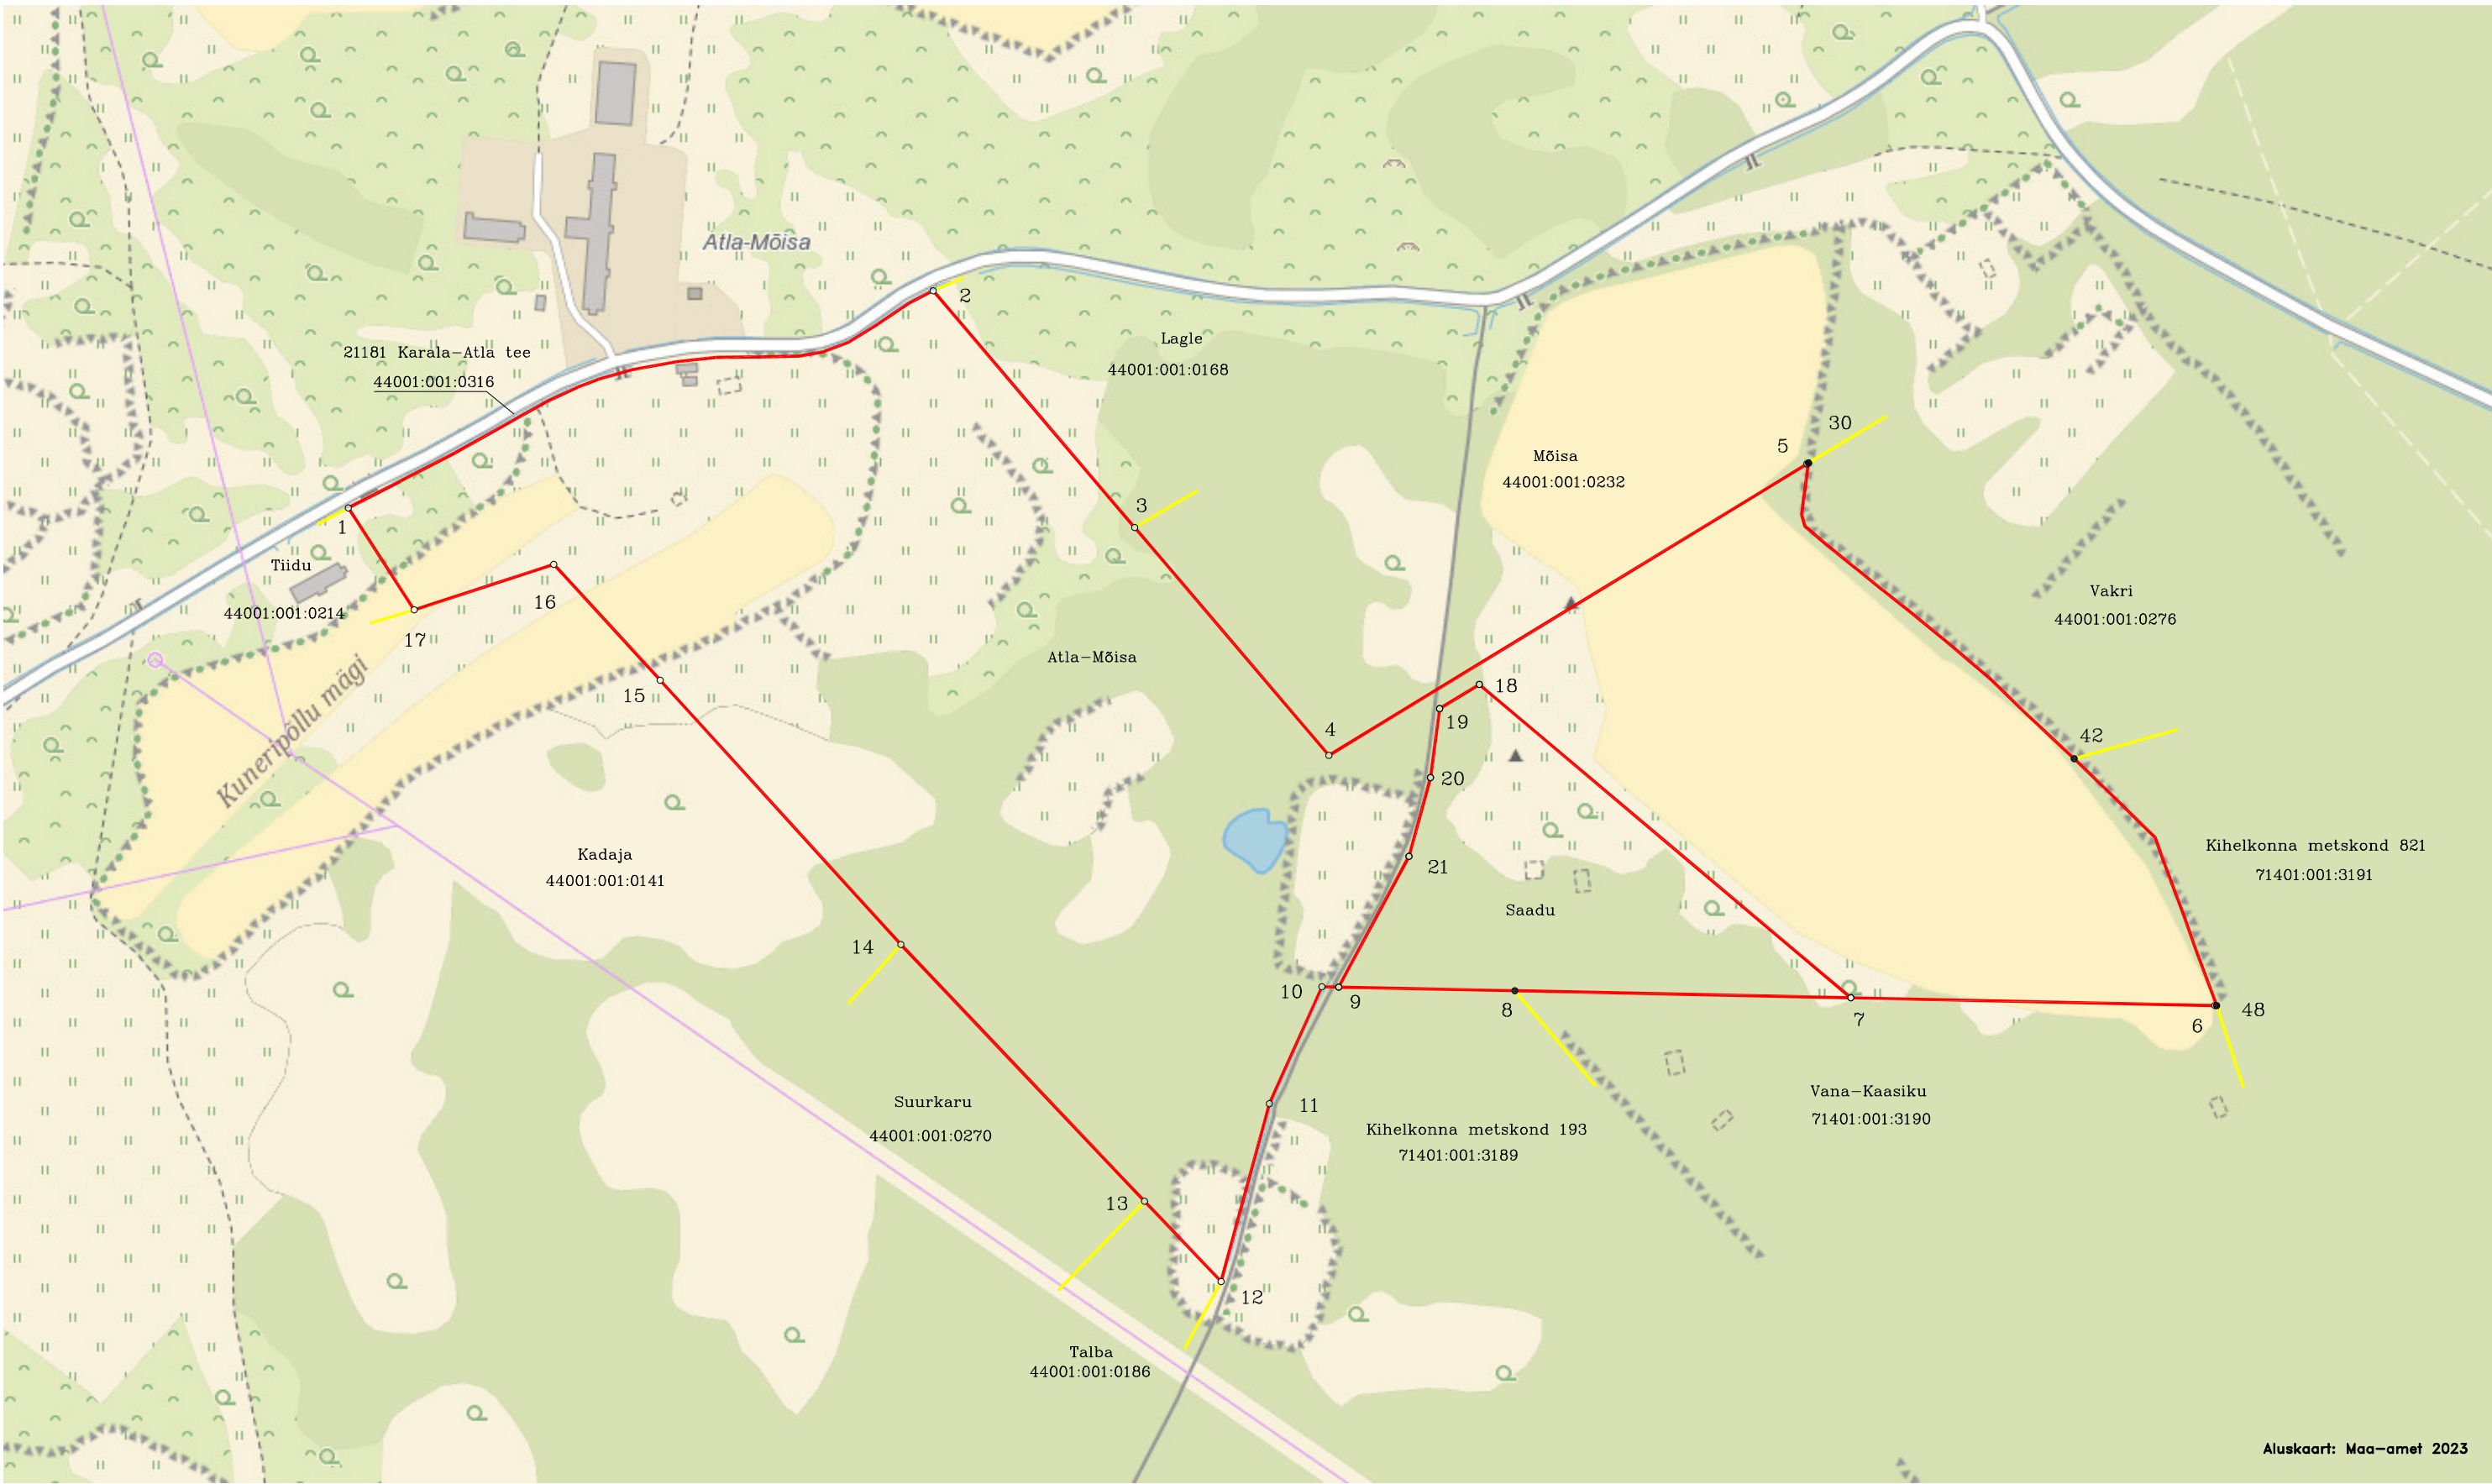 Atla-Mõisa
2
Lagle
44001:001:0168
21181 Karala-Atla tee
44001:001:0316
30
5
Mõisa
44001:001:0232
3
1
Tiidu
44001:001:0214
16
17
Vakri
44001:001:0276
Atla-Mõisa
15
18
19
4
42
Kuneripõllu mägi
20
Kadaja
44001:001:0141
21
Kihelkonna metskond 821
71401:001:3191
Saadu
14
10
9
8
7
6
48
Suurkaru
44001:001:0270
11
Vana-Kaasiku
71401:001:3190
Kihelkonna metskond 193
71401:001:3189
13
12
Talba
44001:001:0186
Aluskaart: Maa-amet 2023